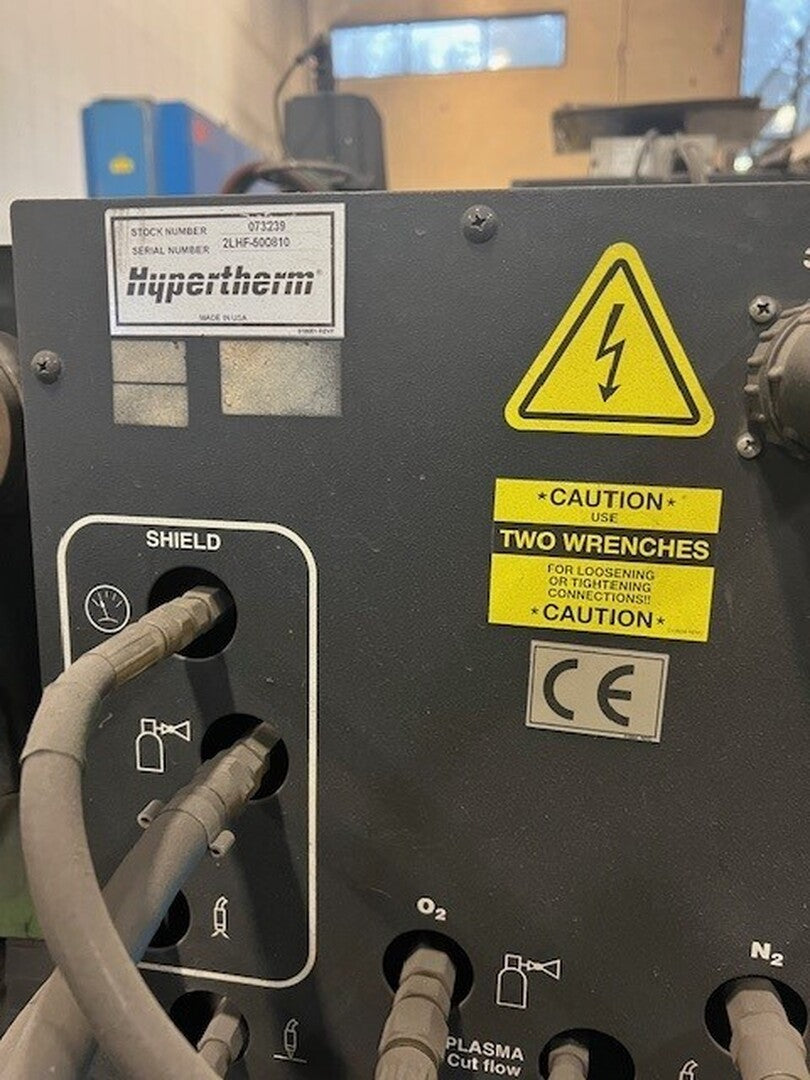 STOCK NUMBER 073239
SERIAL NUMBER 2LHF-500810
Hypertherm®
MADE IN USA
*CAUTION*
USE
TWO WRENCHES
FOR LOOSENING
OR TIGHTENING
CONNECTIONS!!
*CAUTION*
CE
SHIELD
O₂
N₂
PLASMA
Cut flow